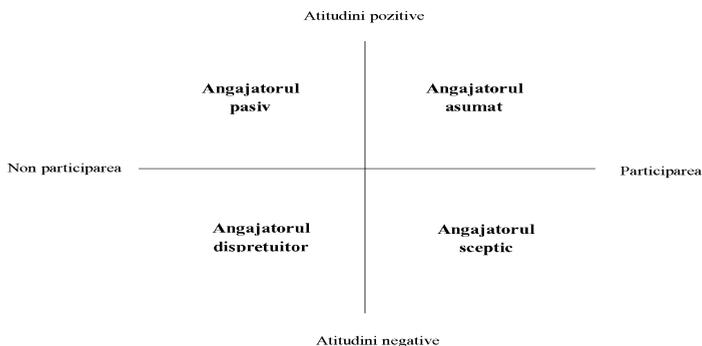 Atitudini pozitive
Angajatorul
pasiv
Angajatorul
asumat
Non participarea
Participarea
Angajatorul
dispretuitor
Angajatorul
sceptic
Atitudini negative